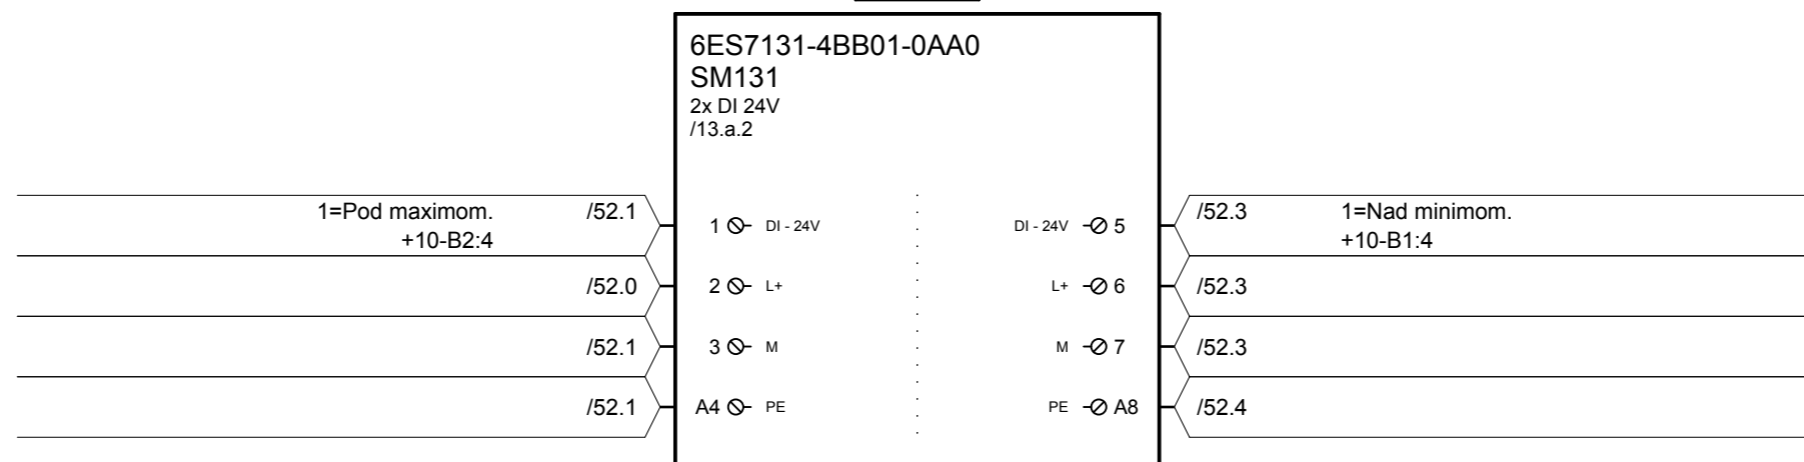 6ES7131-4BB01-0AA0
SM131
2x DI 24V
/13.a.2
1=Pod maximom. /52.1 1 DI - 24V DI - 24V 5 /52.3 1=Nad minimom.
+10-B2:4 +10-B1:4
/52.0 2 L+ L+ 6 /52.3
/52.1 3 M M 7 /52.3
/52.1 A4 PE PE A8 /52.4